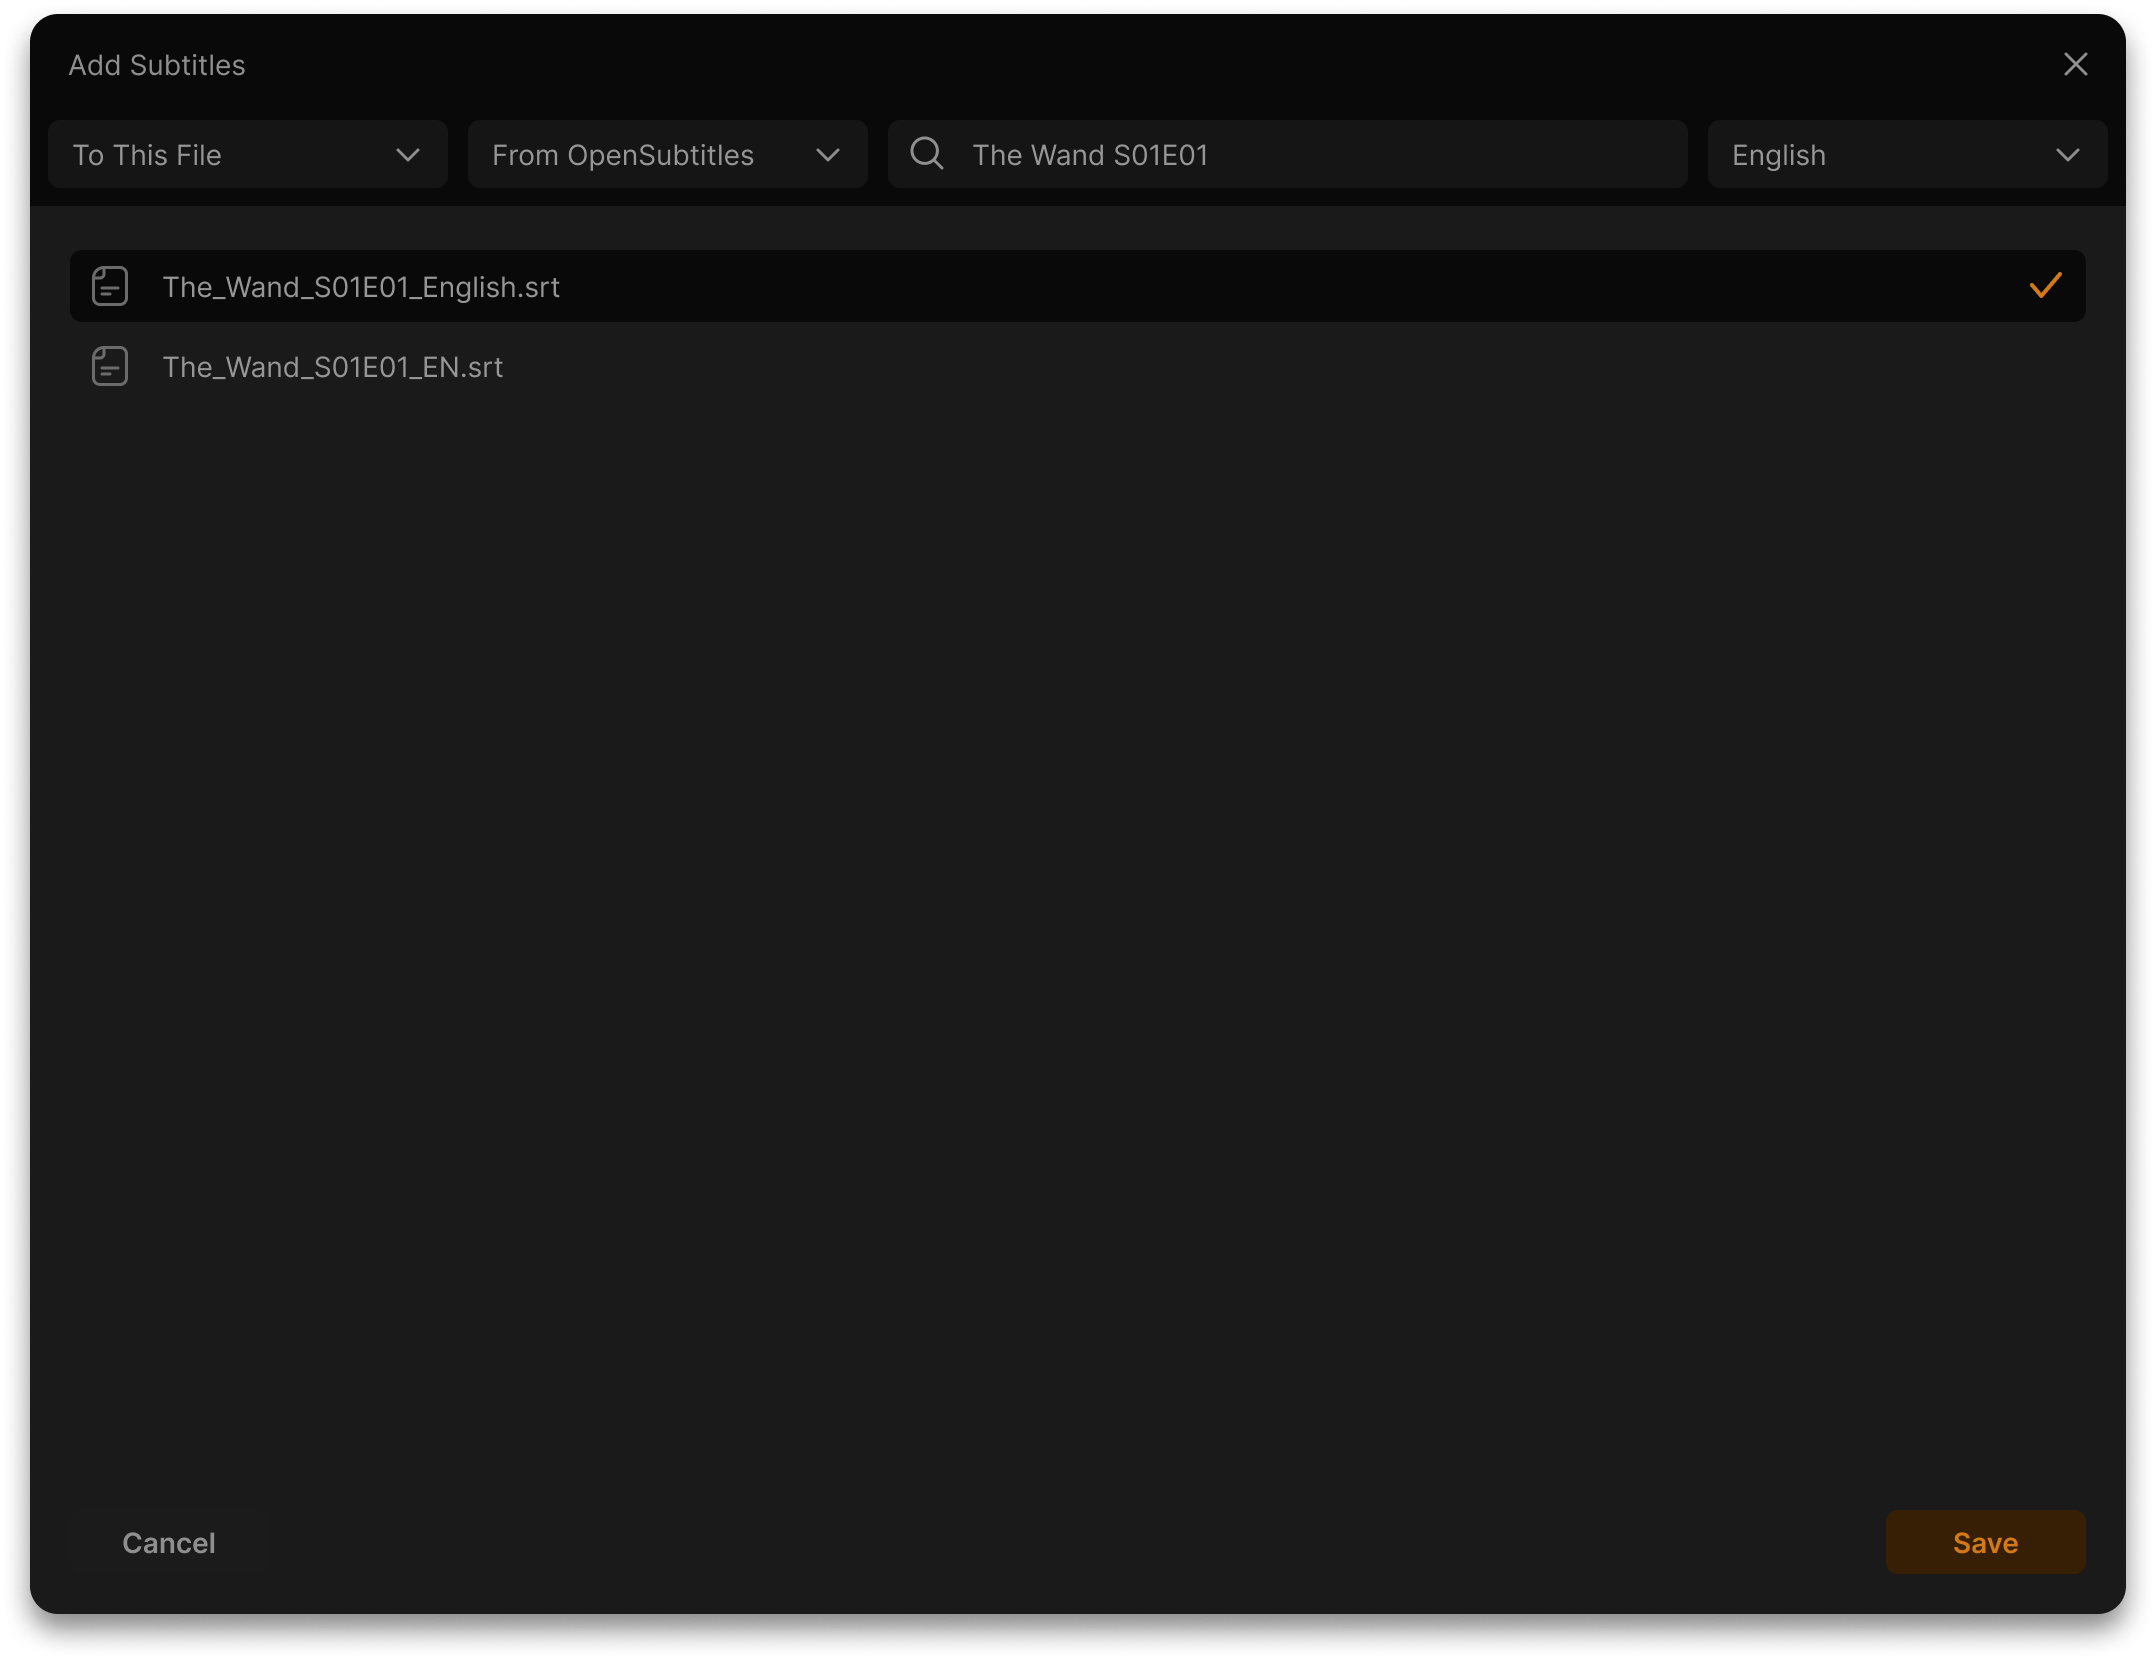 Add Subtitles
To This File
From OpenSubtitles
The Wand S01E01
English
The_Wand_S01E01_English.srt
The_Wand_S01E01_EN.srt
Cancel
Save